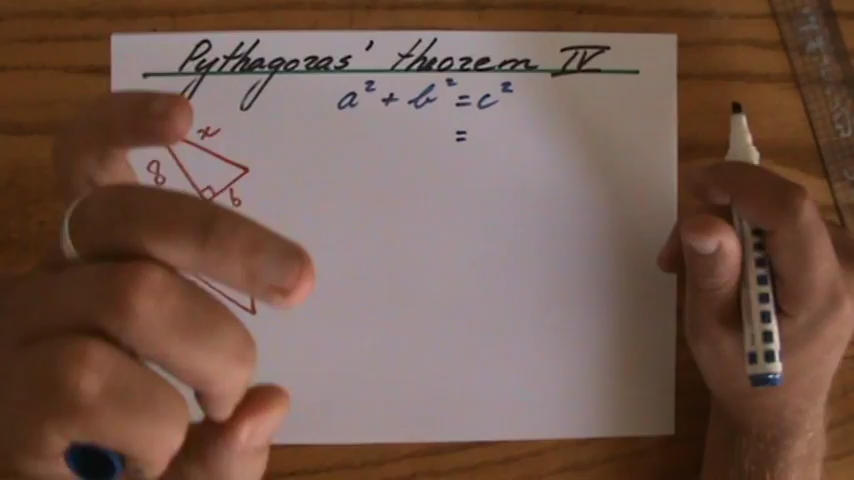 Pythagoras' theorem IV
a² + b² = c²
=
x
8
6